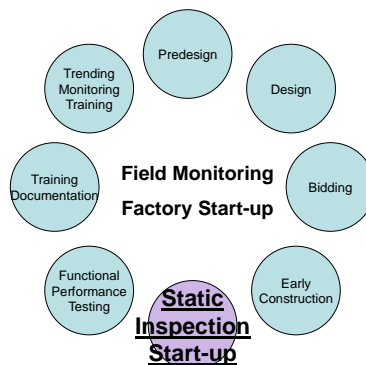 Predesign
Trending
Monitoring
Training
Design
Field Monitoring
Factory Start-up
Training
Documentation
Bidding
Functional
Performance
Testing
Early
Construction
Static
Inspection
Start-up